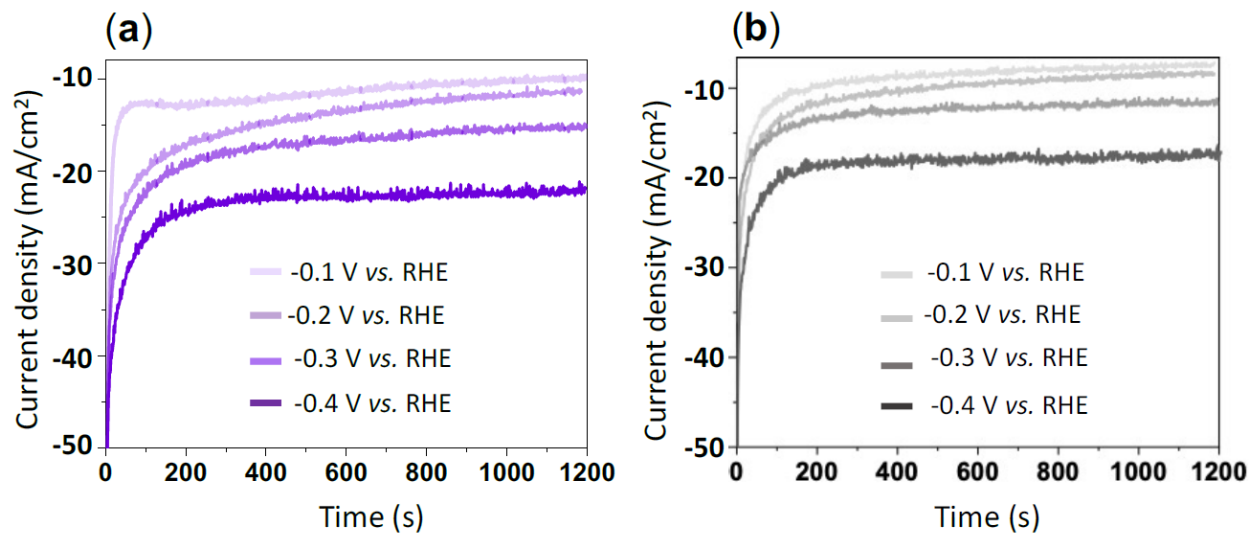 (a)
Current density (mA/cm²)
-10
-20
-30
-40
-50
0 200 400 600 800 1000 1200
Time (s)
-0.1 V vs. RHE
-0.2 V vs. RHE
-0.3 V vs. RHE
-0.4 V vs. RHE
(b)
Current density (mA/cm²)
-10
-20
-30
-40
-50
0 200 400 600 800 1000 1200
Time (s)
-0.1 V vs. RHE
-0.2 V vs. RHE
-0.3 V vs. RHE
-0.4 V vs. RHE